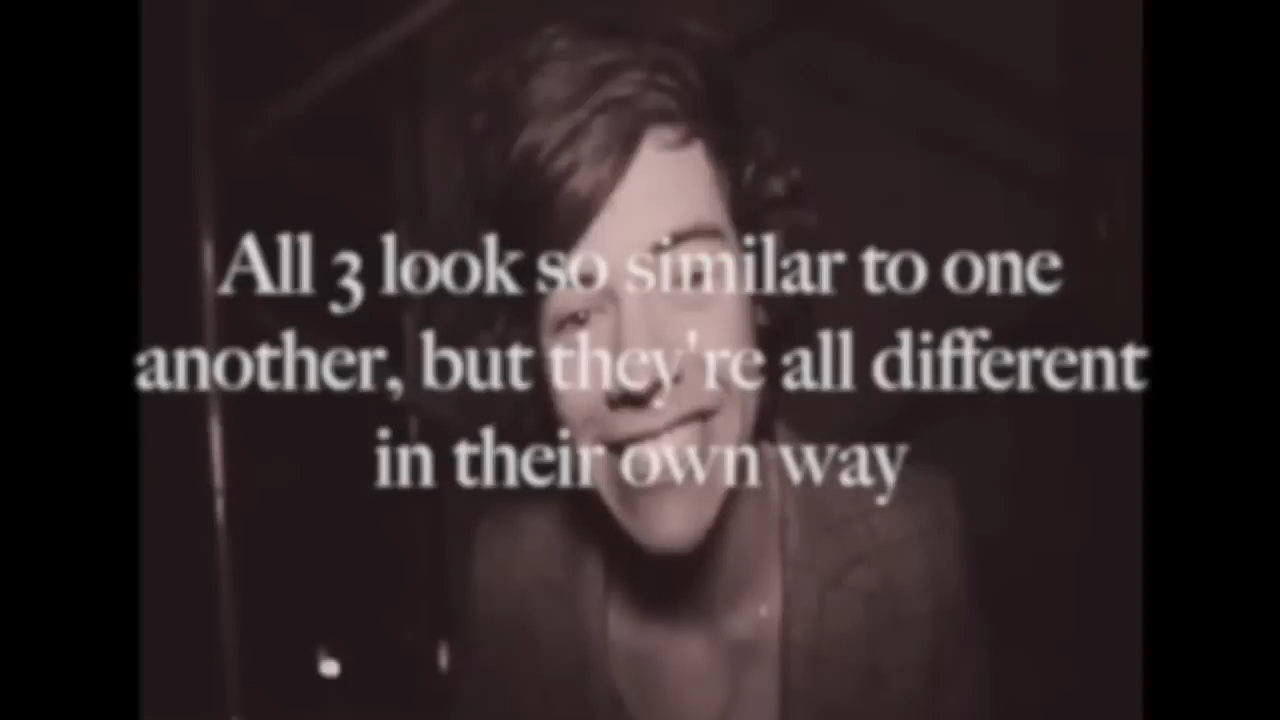 All 3 look so similar to one
another, but they're all different
in their own way